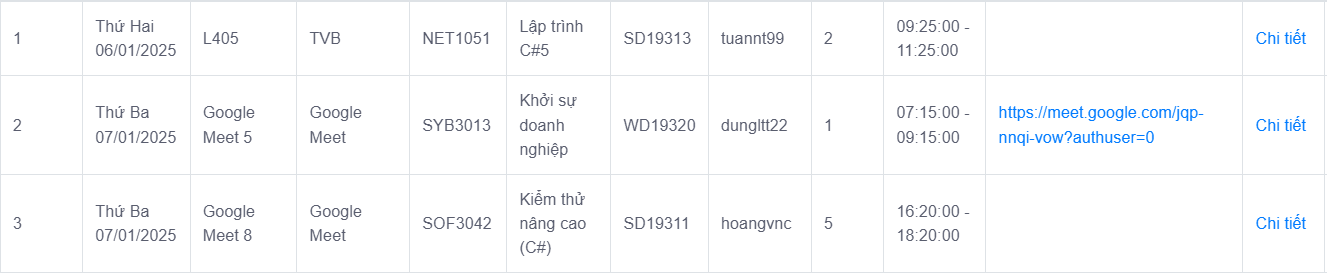 1
Thứ Hai
06/01/2025
L405
TVB
NET1051
Lập trình
C#5
SD19313
tuannt99
2
09:25:00 -
11:25:00
Chi tiết
2
Thứ Ba
07/01/2025
Google
Meet 5
Google
Meet
SYB3013
Khởi sự
doanh
nghiệp
WD19320
dungltt22
1
07:15:00 -
09:15:00
https://meet.google.com/jqp-
nnqi-vow?authuser=0
Chi tiết
3
Thứ Ba
07/01/2025
Google
Meet 8
Google
Meet
SOF3042
Kiểm thử
nâng cao
(C#)
SD19311
hoangvnc
5
16:20:00 -
18:20:00
Chi tiết